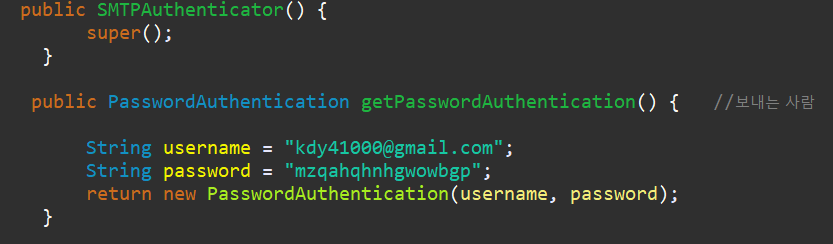 public SMTPAuthenticator() {
super();
}
public PasswordAuthentication getPasswordAuthentication() { //보내는 사람
String username = "kdy41000@gmail.com";
String password = "mzqahqhnhgwowbgp";
return new PasswordAuthentication(username, password);
}